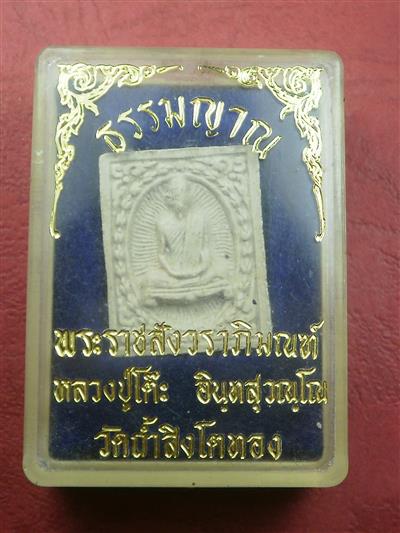 ธรรมญาณ
พระราชสังวราภิมณฑ์
หลวงปู่โต๊ะ อินฺทสุวณฺโณ
วัดถ้ำสิงโตทอง